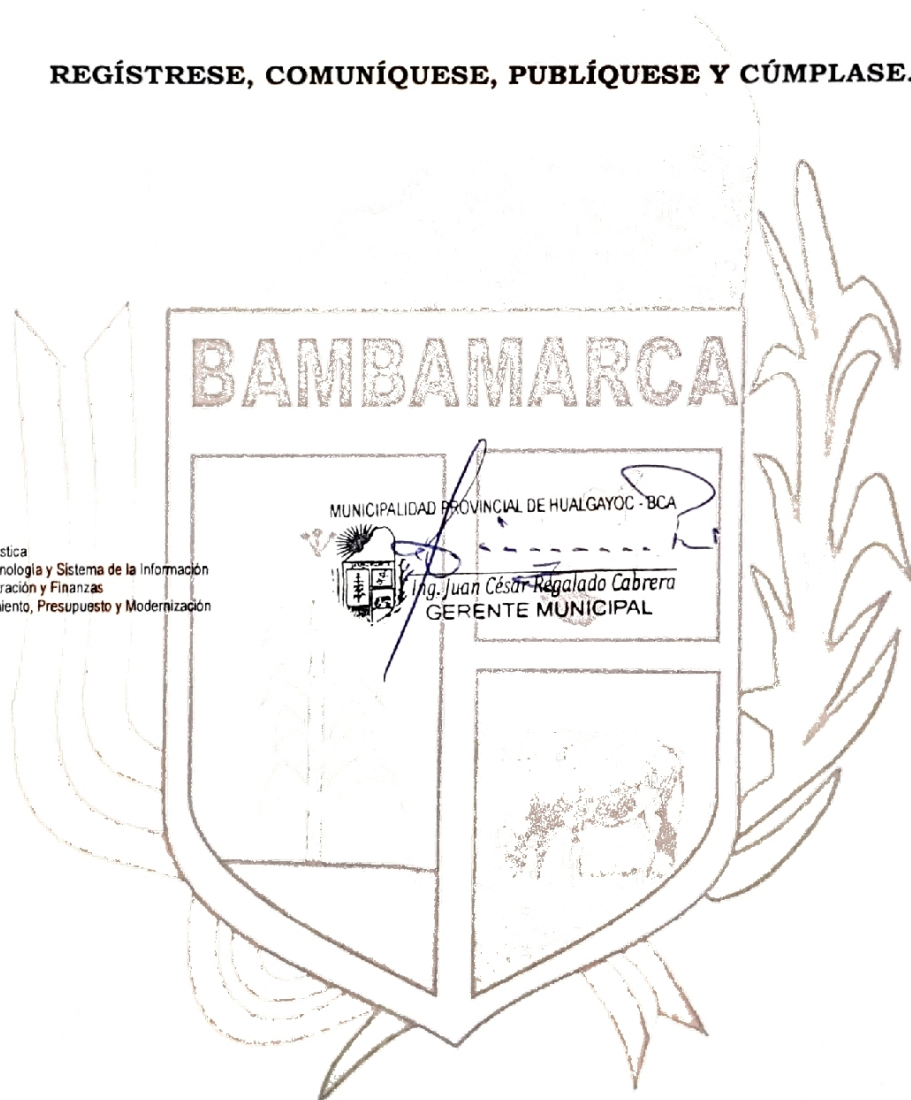 REGÍSTRESE, COMUNÍQUESE, PUBLÍQUESE Y CÚMPLASE.
BAMBAMARCA
MUNICIPALIDAD PROVINCIAL DE HUALGAYOC - BCA
Ing. Juan César Regalado Cabrera
GERENTE MUNICIPAL
stica
nología y Sistema de la Información
ración y Finanzas
iento, Presupuesto y Modernización